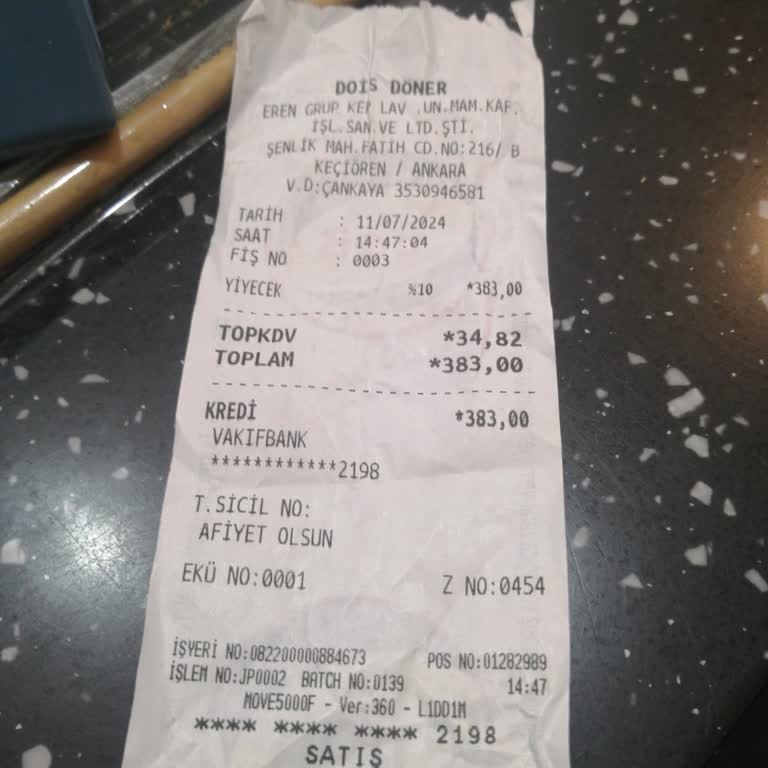 DOİS DÖNER
EREN GRUP KEP LAV .UN.MAM.KAF.
İŞL.SAN.VE LTD.ŞTİ.
ŞENLİK MAH.FATİH CD.NO:216/ B
KEÇİÖREN / ANKARA
V.D:ÇANKAYA 3530946581
TARİH : 11/07/2024
SAAT : 14:47:04
FİŞ NO : 0003
YİYECEK %10 *383,00
TOPKDV *34,82
TOPLAM *383,00
KREDİ *383,00
VAKIFBANK
************2198
T.SİCİL NO:
AFİYET OLSUN
EKÜ NO:0001 Z NO:0454
İŞYERİ NO:082200000884673 POS NO:01282989
İŞLEM NO:JP0002 BATCH NO:0139 14:47
MOVE5000F - Ver:360 - L1DD1M
**** **** **** 2198
SATIŞ